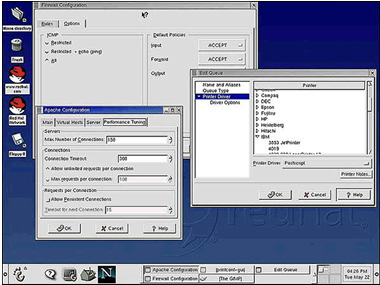 Firewall Configuration
Rules
Options
ICMP
Restricted
Restricted + echo (ping)
All
Default Policies
Input
ACCEPT
Forward
ACCEPT
Output
Home directory
Trash
www.redhat.
Red Hat
Network
Floppy 0
Edit Queue
Name and Aliases
Queue Type
Printer Driver
Driver Options
Printer
Compaq
DEC
Epson
Fujitsu
HP
Heidelberg
Hitachi
IBM
3853 JetPrinter
4019
Printer Driver:
Postscript
Printer Notes...
OK
Cancel
Help
Apache Configuration
Main
Virtual Hosts
Server
Performance Tuning
Servers
Max Number of Connections:
150
Connections
Connection Timeout:
300
Allow unlimited requests per connection
Max requests per connection:
100
Requests per Connection
Allow Persistent Connections
Timeout for next Connection:
15
OK
Cancel
Help
redhat
Apache Configuration
printconf-gui
Edit Queue
Firewall Configuration
(The GIMP)
04:26 PM
Tue May 22